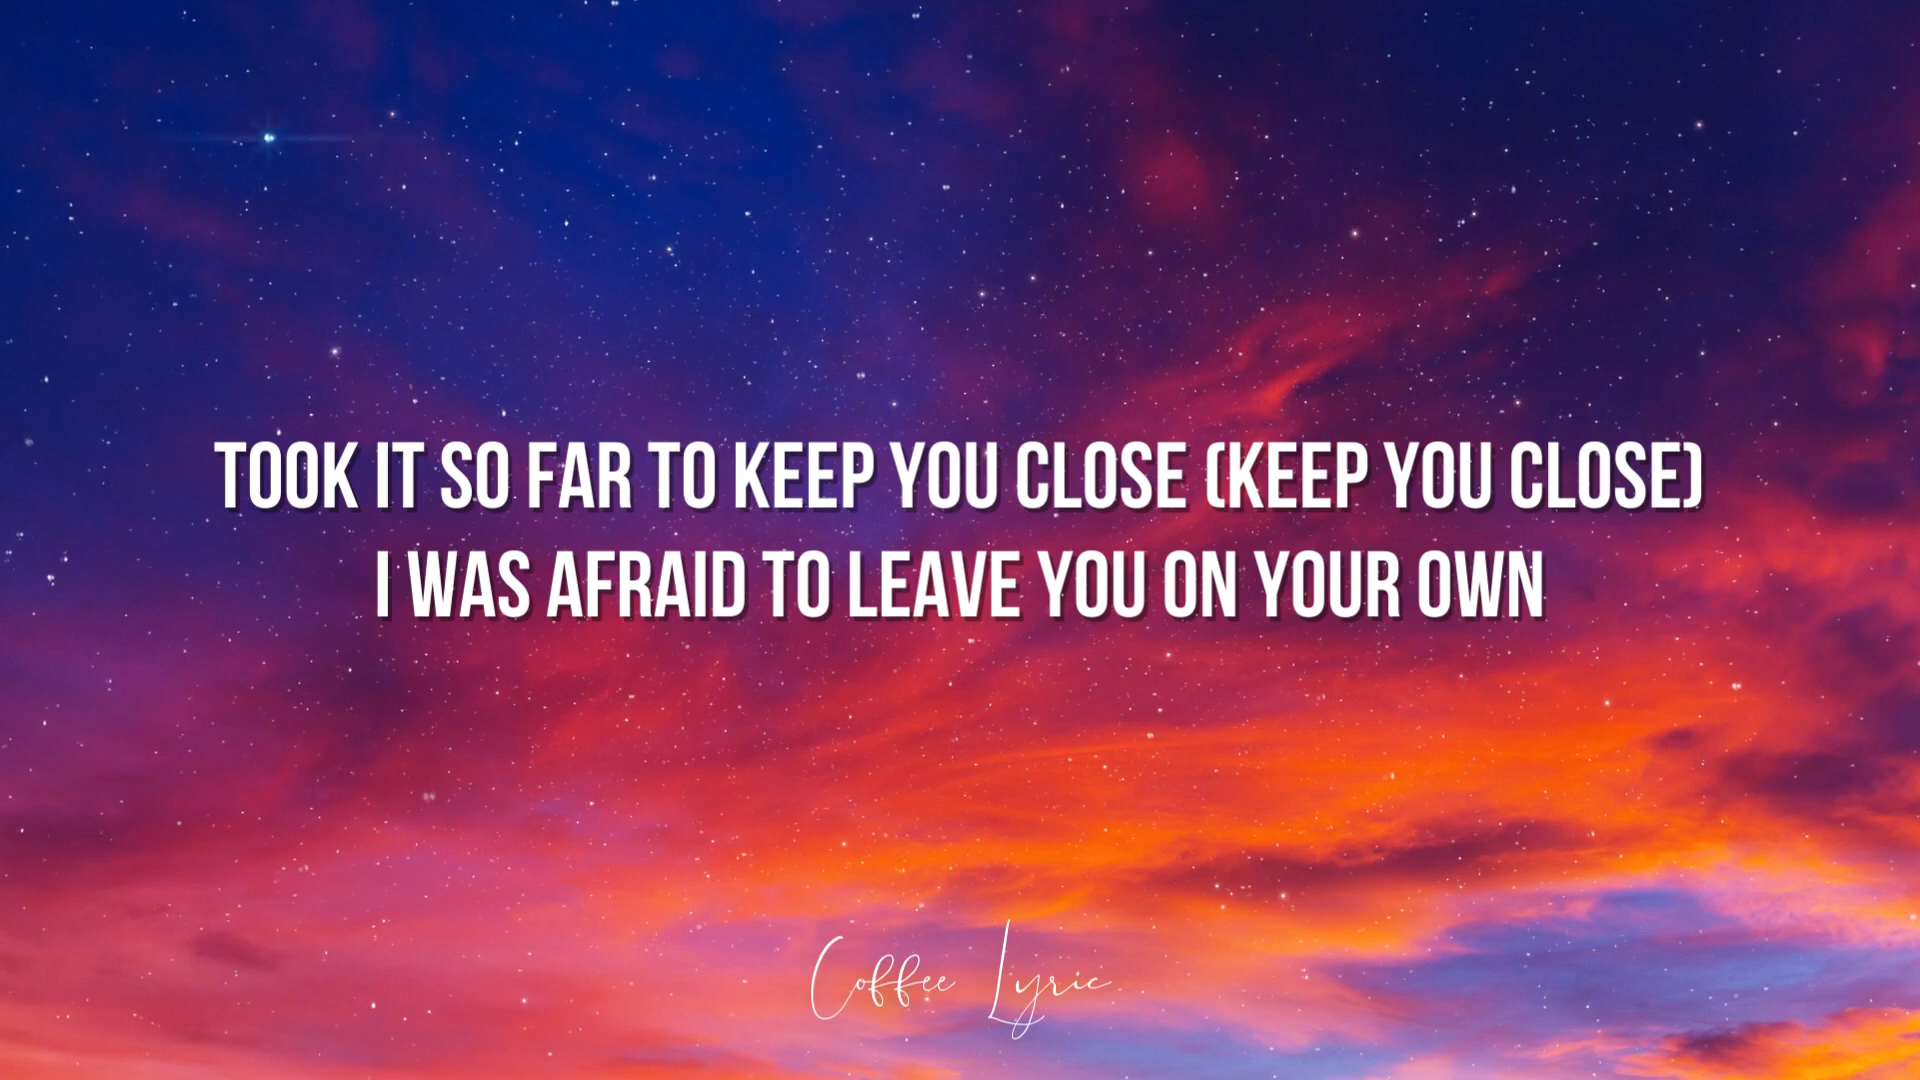 TOOK IT SO FAR TO KEEP YOU CLOSE (KEEP YOU CLOSE)
I WAS AFRAID TO LEAVE YOU ON YOUR OWN
Coffee Lyric